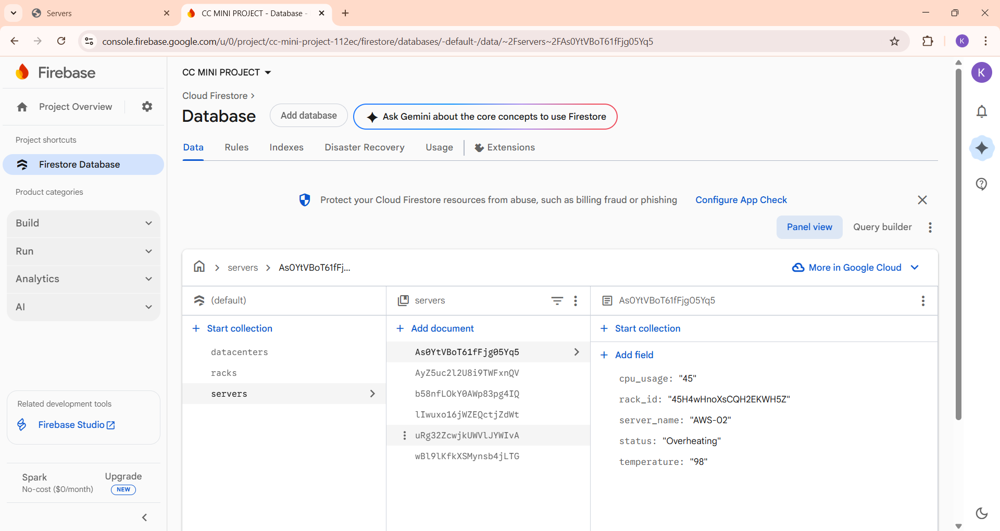 Servers
CC MINI PROJECT - Database -
console.firebase.google.com/u/0/project/cc-mini-project-112ec/firestore/databases/-default-/data/~2Fservers~2FAs0YtVBoT61fFjg05Yq5
K
Firebase
Project Overview
Project shortcuts
Firestore Database
Product categories
Build
Run
Analytics
AI
Related development tools
Firebase Studio
Spark
No-cost ($0/month)
Upgrade
NEW
CC MINI PROJECT
Cloud Firestore
Database
Add database
Ask Gemini about the core concepts to use Firestore
Data
Rules
Indexes
Disaster Recovery
Usage
Extensions
Protect your Cloud Firestore resources from abuse, such as billing fraud or phishing
Configure App Check
Panel view
Query builder
servers
As0YtVBoT61fFj...
More in Google Cloud
(default)
Start collection
datacenters
racks
servers
servers
Add document
As0YtVBoT61fFjg05Yq5
AyZ5uc2l2U8i9TWFxnQV
b58nfLOkY0AWp83pg4IQ
lIwuxo16jWZEQctjZdWt
uRg32ZcwjkUWVlJYWIvA
wBl9lKfkXSMynsb4jLTG
As0YtVBoT61fFjg05Yq5
Start collection
Add field
cpu_usage: "45"
rack_id: "45H4wHnoXsCQH2EKWH5Z"
server_name: "AWS-02"
status: "Overheating"
temperature: "98"
K